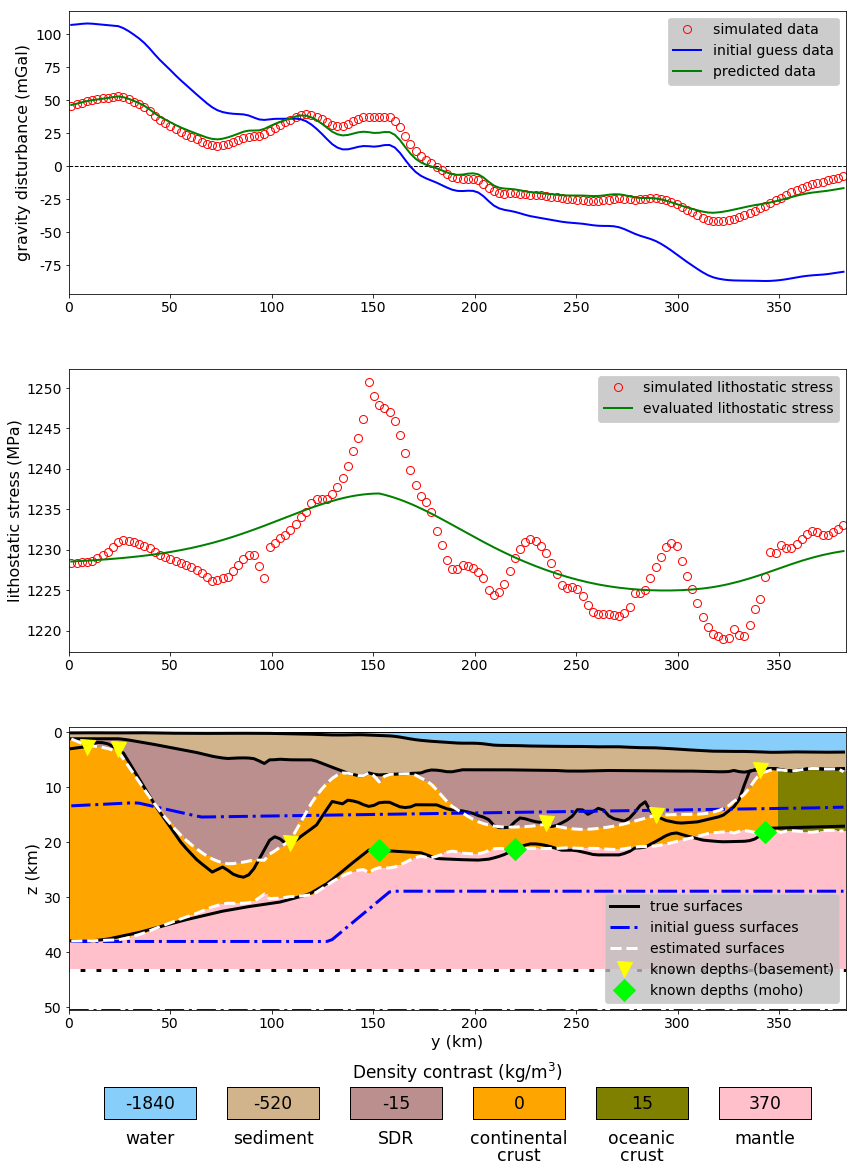 gravity disturbance (mGal)
100
75
50
25
0
-25
-50
-75
simulated data
initial guess data
predicted data
0 50 100 150 200 250 300 350
lithostatic stress (MPa)
1250
1245
1240
1235
1230
1225
1220
simulated lithostatic stress
evaluated lithostatic stress
0 50 100 150 200 250 300 350
z (km)
0
10
20
30
40
50
true surfaces
initial guess surfaces
estimated surfaces
known depths (basement)
known depths (moho)
0 50 100 150 200 250 300 350
y (km)
Density contrast (kg/m³)
-1840 -520 -15 0 15 370
water sediment SDR continental oceanic mantle
crust crust